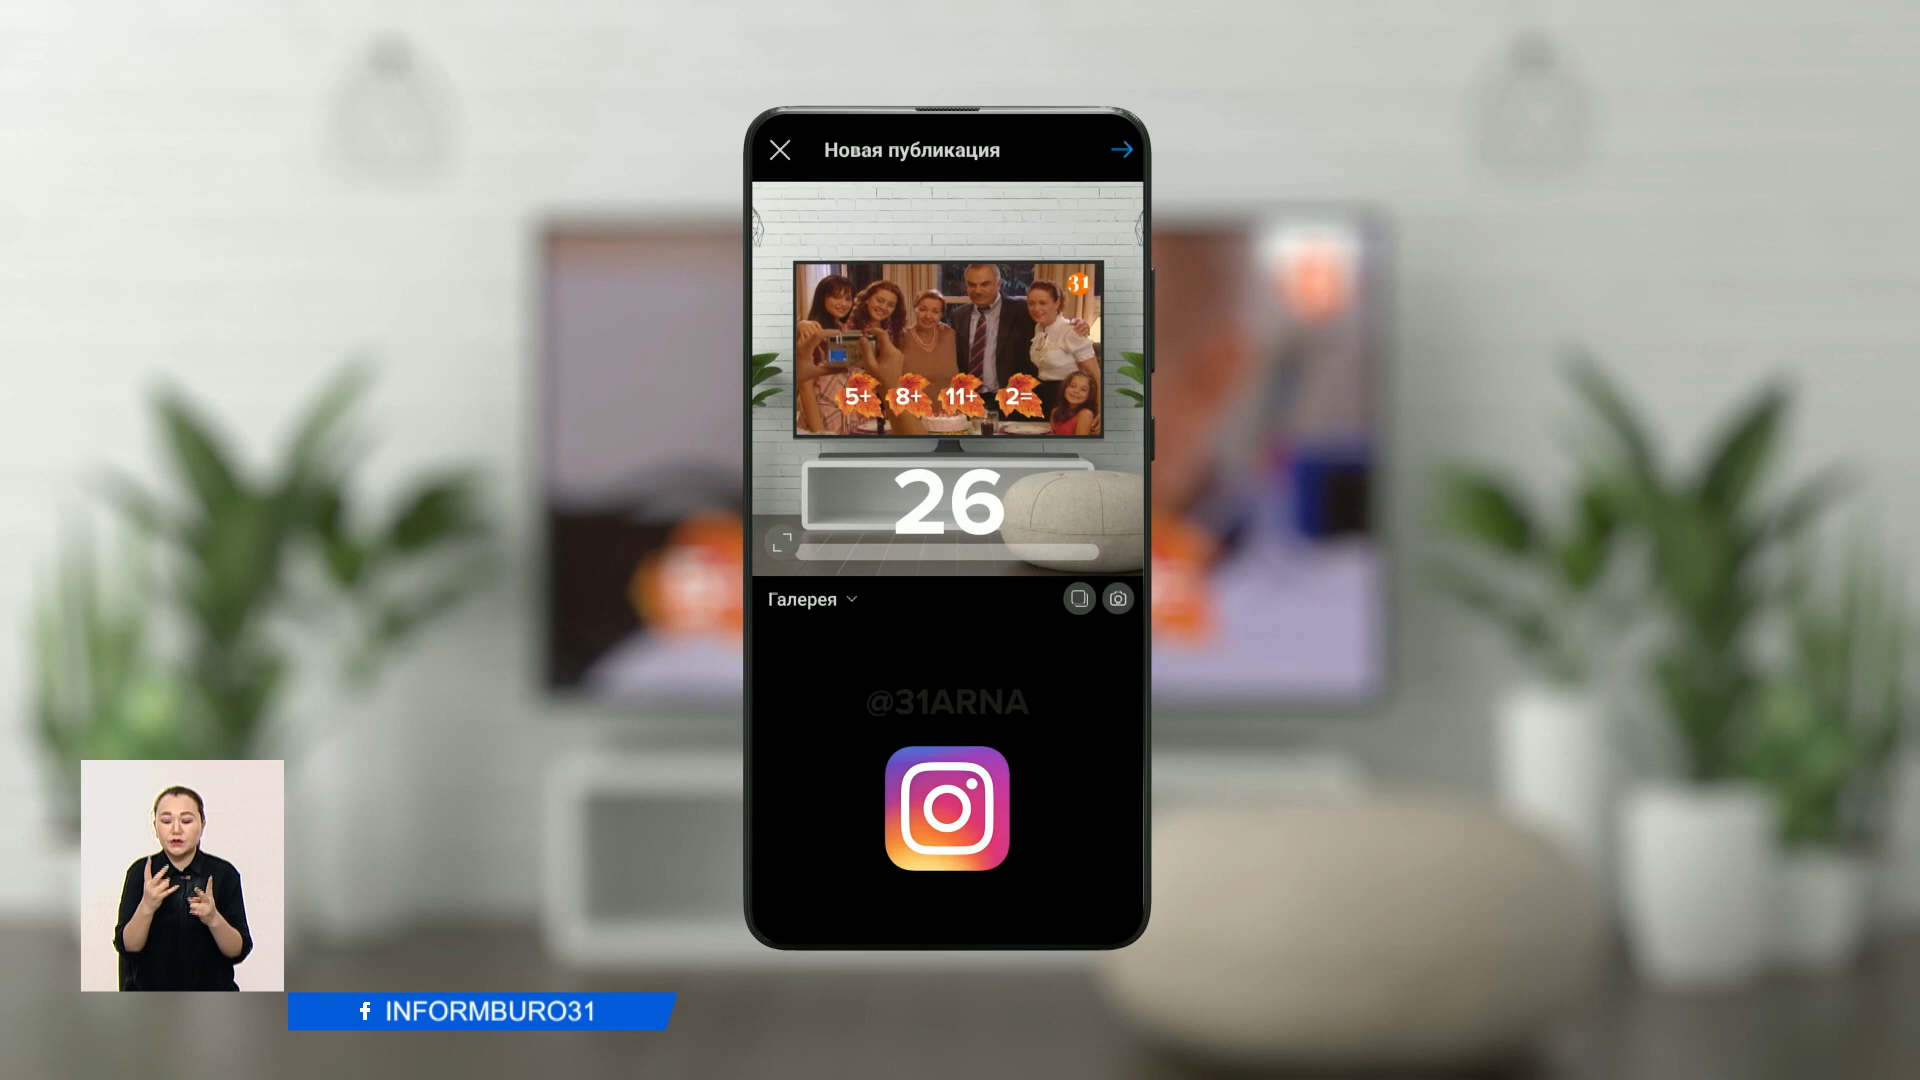 Новая публикация
31
5+ 8+ 11+ 2=
26
Галерея
@31ARNA
INFORMBURO31